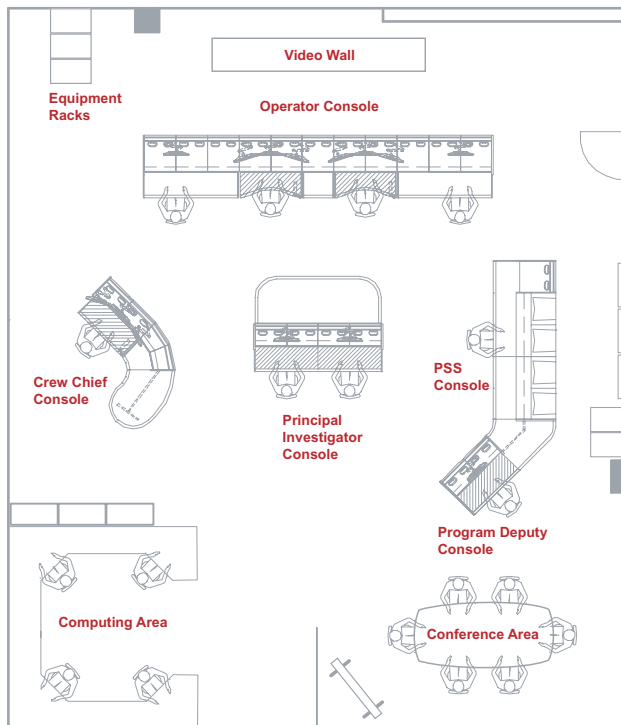 Video Wall
Equipment
Racks
Operator Console
Crew Chief
Console
PSS
Console
Principal
Investigator
Console
Program Deputy
Console
Computing Area
Conference Area